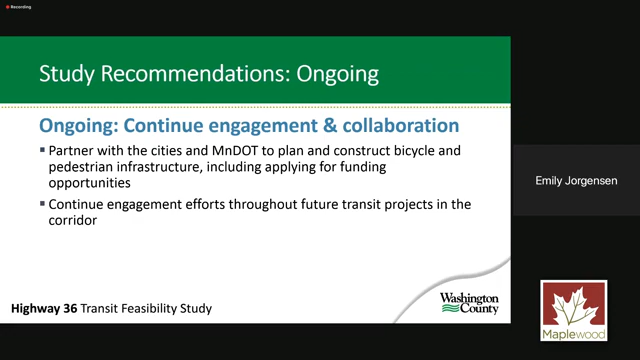 Recording
Study Recommendations: Ongoing
Ongoing: Continue engagement & collaboration
▪ Partner with the cities and MnDOT to plan and construct bicycle and
pedestrian infrastructure, including applying for funding
opportunities
▪ Continue engagement efforts throughout future transit projects in the
corridor
Emily Jorgensen
Highway 36 Transit Feasibility Study
Washington
County
Maplewood